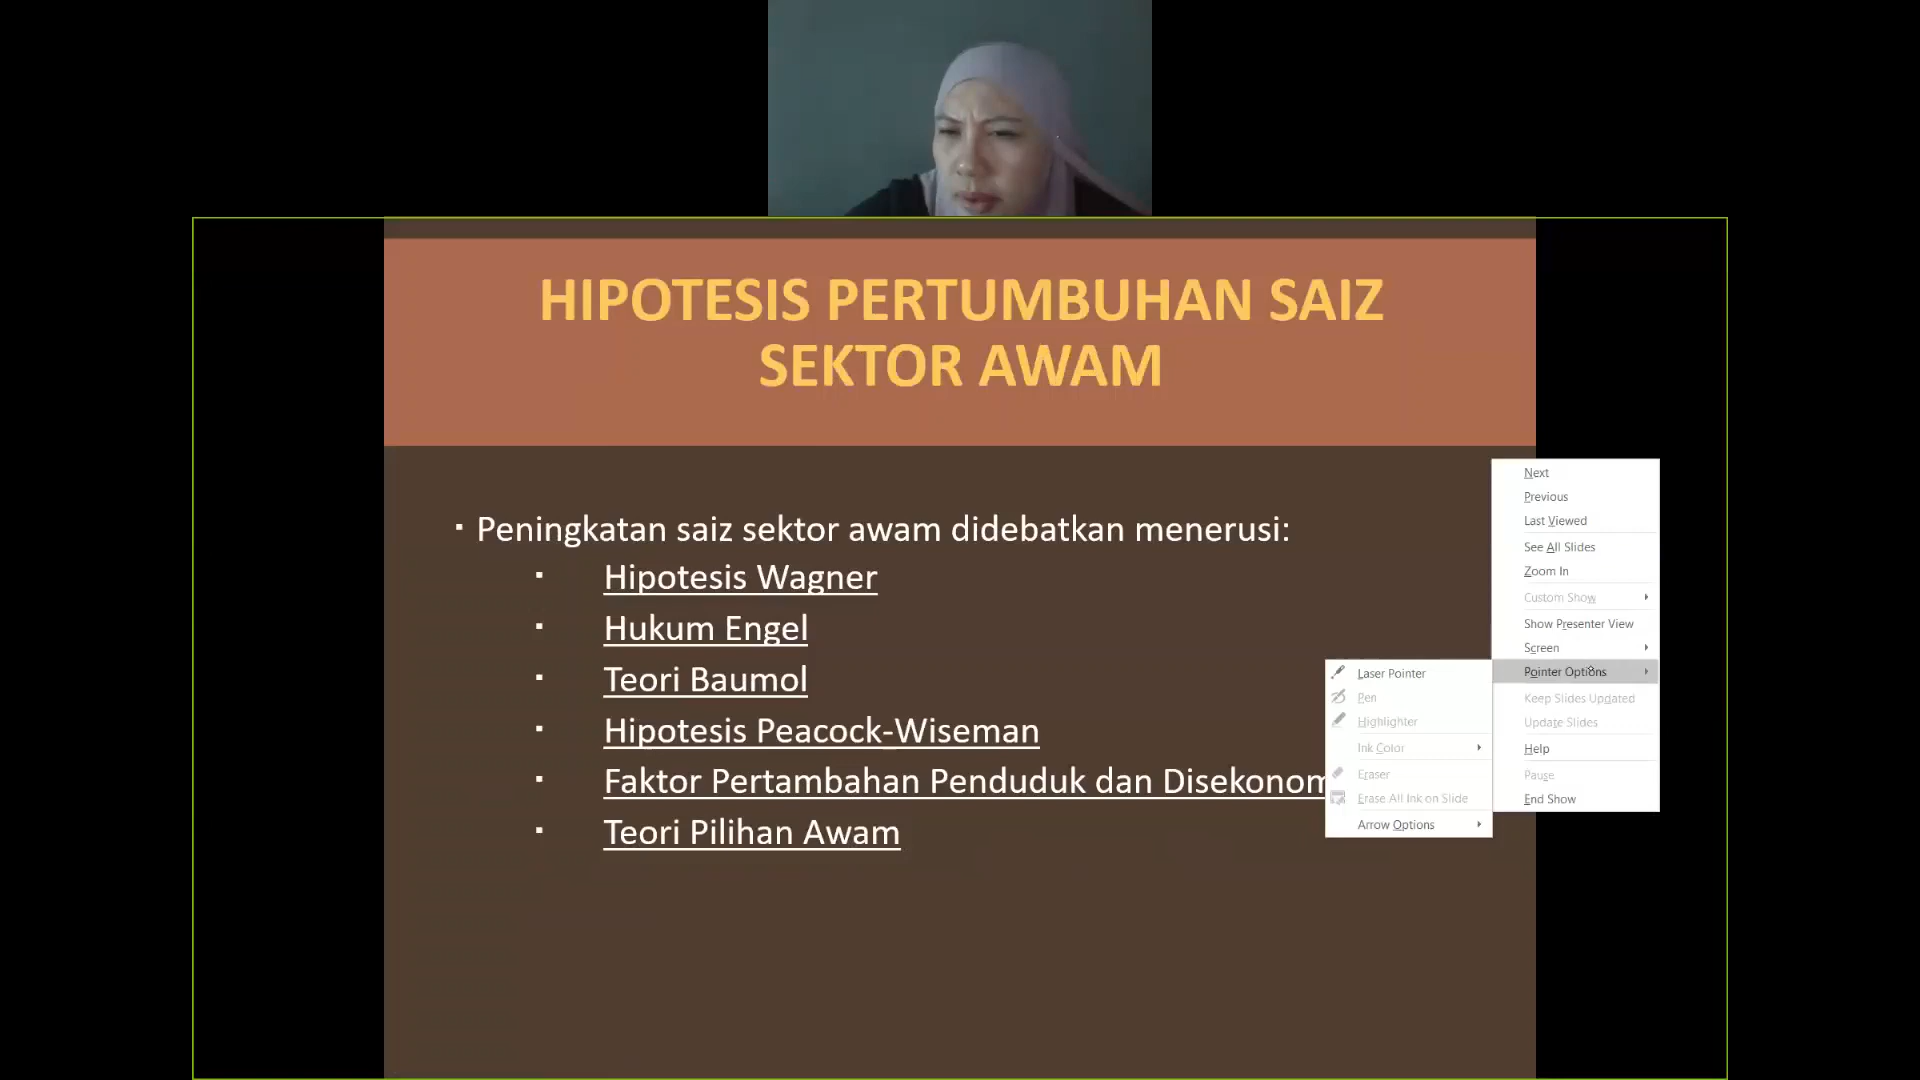 HIPOTESIS PERTUMBUHAN SAIZ
SEKTOR AWAM
▪ Peningkatan saiz sektor awam didebatkan menerusi:
▪ Hipotesis Wagner
▪ Hukum Engel
▪ Teori Baumol
▪ Hipotesis Peacock-Wiseman
▪ Faktor Pertambahan Penduduk dan Disekonom
▪ Teori Pilihan Awam
Next
Previous
Last Viewed
See All Slides
Zoom In
Custom Show
Show Presenter View
Screen
Pointer Options
Keep Slides Updated
Update Slides
Help
Pause
End Show
Laser Pointer
Pen
Highlighter
Ink Color
Eraser
Erase All Ink on Slide
Arrow Options